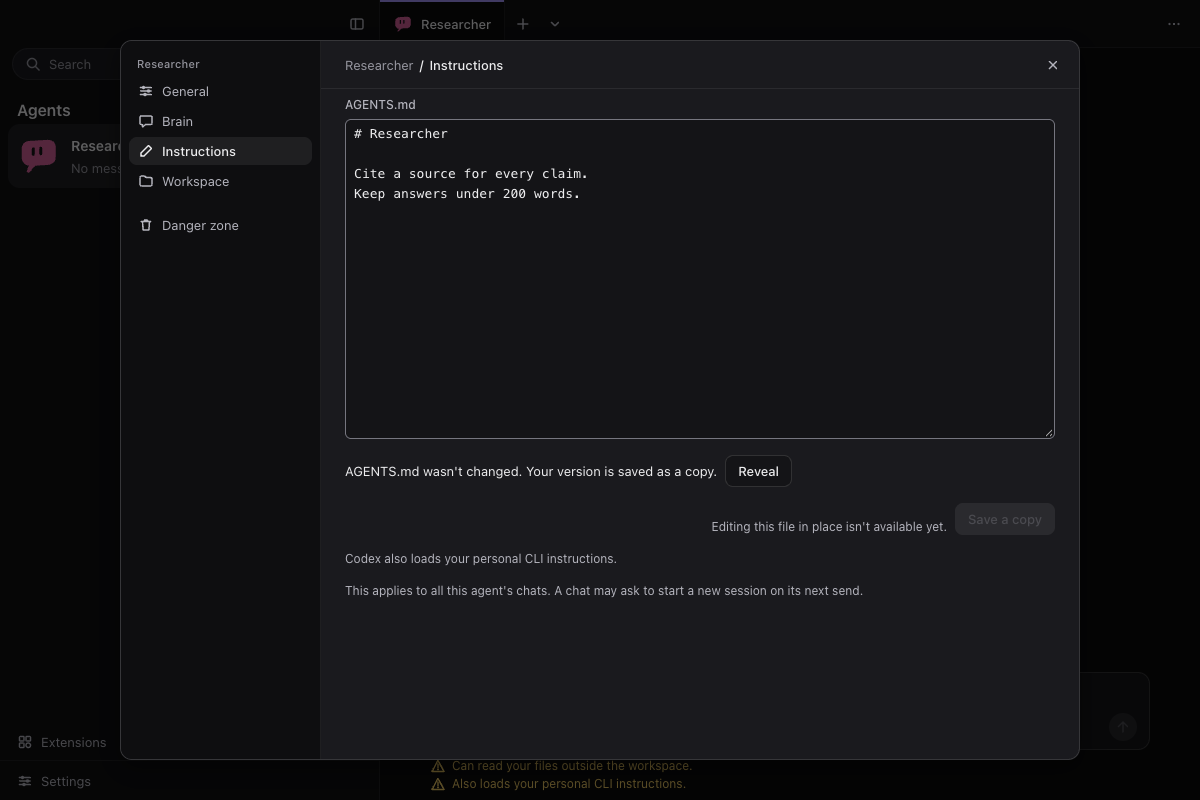 Researcher
Search
Agents
Resear
No mess
Extensions
Settings
Researcher
General
Brain
Instructions
Workspace
Danger zone
Researcher / Instructions
AGENTS.md
# Researcher
Cite a source for every claim.
Keep answers under 200 words.
AGENTS.md wasn't changed. Your version is saved as a copy.
Reveal
Editing this file in place isn't available yet.
Save a copy
Codex also loads your personal CLI instructions.
This applies to all this agent's chats. A chat may ask to start a new session on its next send.
Can read your files outside the workspace.
Also loads your personal CLI instructions.